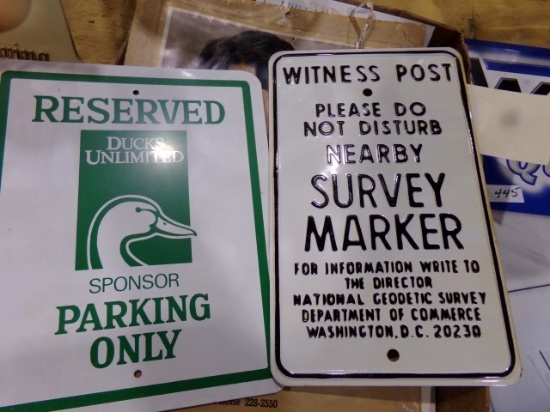 RESERVED
DUCKS
UNLIMITED
SPONSOR
PARKING
ONLY
WITNESS POST
PLEASE DO
NOT DISTURB
NEARBY
SURVEY
MARKER
FOR INFORMATION WRITE TO
THE DIRECTOR
NATIONAL GEODETIC SURVEY
DEPARTMENT OF COMMERCE
WASHINGTON, D.C. 20230
445
228-2550